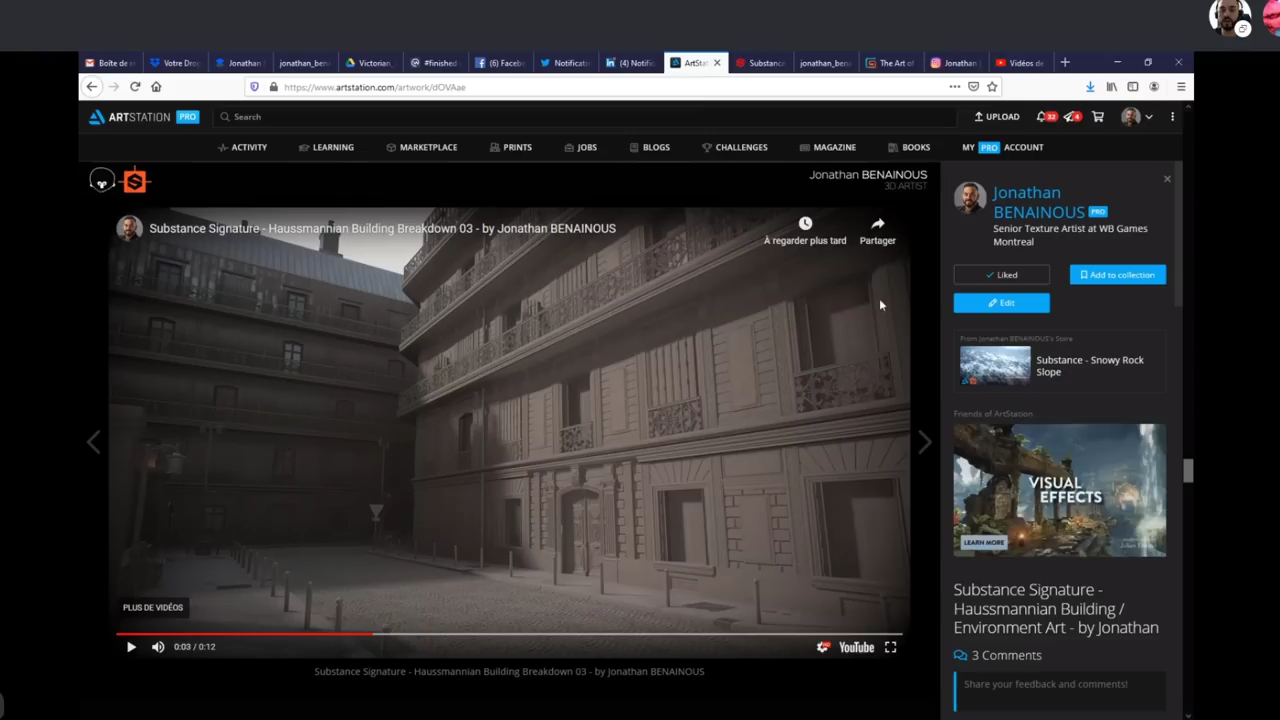 Boîte de
Votre Dro
Jonathan
jonathan_ben
Victorian_
#finished
(6) Facebo
Notificati
(4) Notific
ArtStat
Substance
jonathan_ben
The Art of
Jonathan
Vidéos de
https://www.artstation.com/artwork/dOVAae
ARTSTATION PRO
Search
UPLOAD
32
4
ACTIVITY
LEARNING
MARKETPLACE
PRINTS
JOBS
BLOGS
CHALLENGES
MAGAZINE
BOOKS
MY PRO ACCOUNT
Jonathan BENAINOUS
3D ARTIST
Substance Signature - Haussmannian Building Breakdown 03 - by Jonathan BENAINOUS
À regarder plus tard
Partager
PLUS DE VIDÉOS
0:03 / 0:12
YouTube
Substance Signature - Haussmannian Building Breakdown 03 - by Jonathan BENAINOUS
Jonathan
BENAINOUS PRO
Senior Texture Artist at WB Games
Montreal
Liked
Add to collection
Edit
From Jonathan BENAINOUS's Store
Substance - Snowy Rock
Slope
Friends of ArtStation
VISUAL
EFFECTS
LEARN MORE
Substance Signature -
Haussmannian Building /
Environment Art - by Jonathan
3 Comments
Share your feedback and comments!